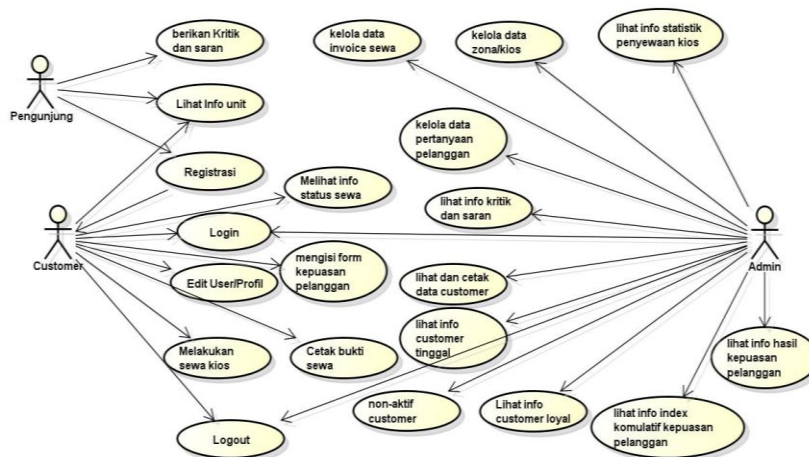 berikan Kritik
dan saran
kelola data
invoice sewa
kelola data
zona/kios
lihat info statistik
penyewaan kios
Pengunjung
Lihat Info unit
kelola data
pertanyaan
pelanggan
Registrasi
Melihat info
status sewa
lihat info kritik
dan saran
Login
Customer
mengisi form
kepuasan
pelanggan
Admin
Edit User/Profil
lihat dan cetak
data customer
lihat info
customer
tinggal
lihat info hasil
kepuasan
pelanggan
Melakukan
sewa kios
Cetak bukti
sewa
non-aktif
customer
Lihat info
customer loyal
lihat info index
komulatif kepuasan
pelanggan
Logout